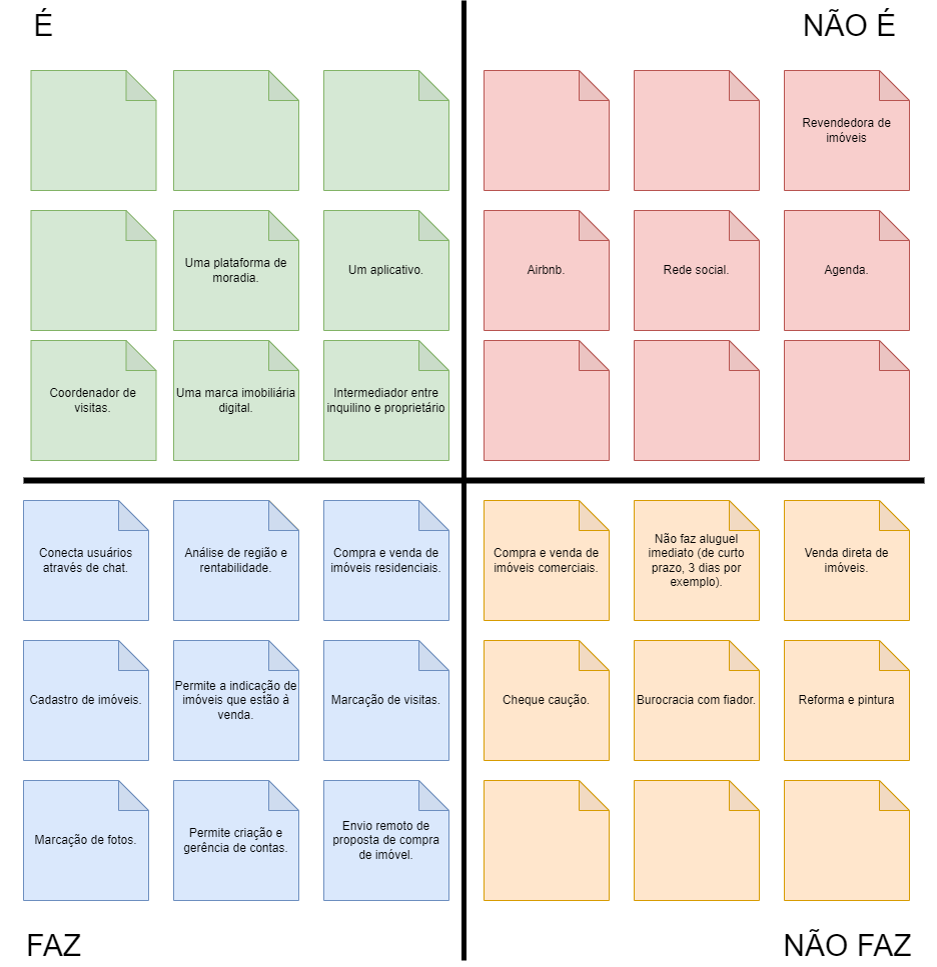 É
NÃO É
Revendedora de
imóveis
Uma plataforma de
moradia.
Um aplicativo.
Airbnb.
Rede social.
Agenda.
Coordenador de
visitas.
Uma marca imobiliária
digital.
Intermediador entre
inquilino e proprietário
Conecta usuários
através de chat.
Análise de região e
rentabilidade.
Compra e venda de
imóveis residenciais.
Compra e venda de
imóveis comerciais.
Não faz aluguel
imediato (de curto
prazo, 3 dias por
exemplo).
Venda direta de
imóveis.
Cadastro de imóveis.
Permite a indicação de
imóveis que estão à
venda.
Marcação de visitas.
Cheque caução.
Burocracia com fiador.
Reforma e pintura
Marcação de fotos.
Permite criação e
gerência de contas.
Envio remoto de
proposta de compra
de imóvel.
FAZ
NÃO FAZ